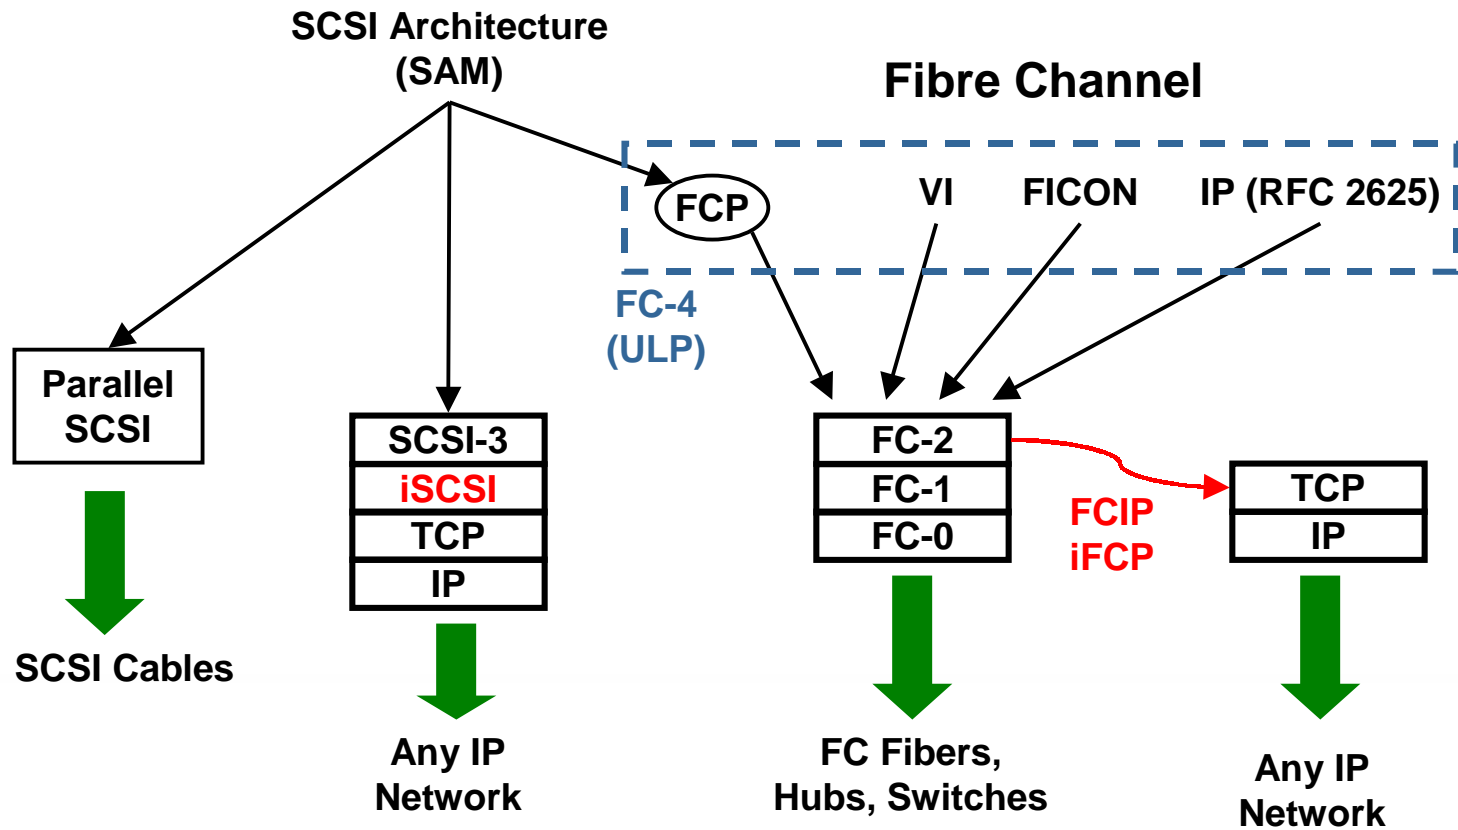 SCSI Architecture
(SAM)
Fibre Channel
FCP
VI
FICON
IP (RFC 2625)
FC-4
(ULP)
Parallel
SCSI
SCSI Cables
SCSI-3
iSCSI
TCP
IP
Any IP
Network
FC-2
FC-1
FC-0
FC Fibers,
Hubs, Switches
FCIP
iFCP
TCP
IP
Any IP
Network